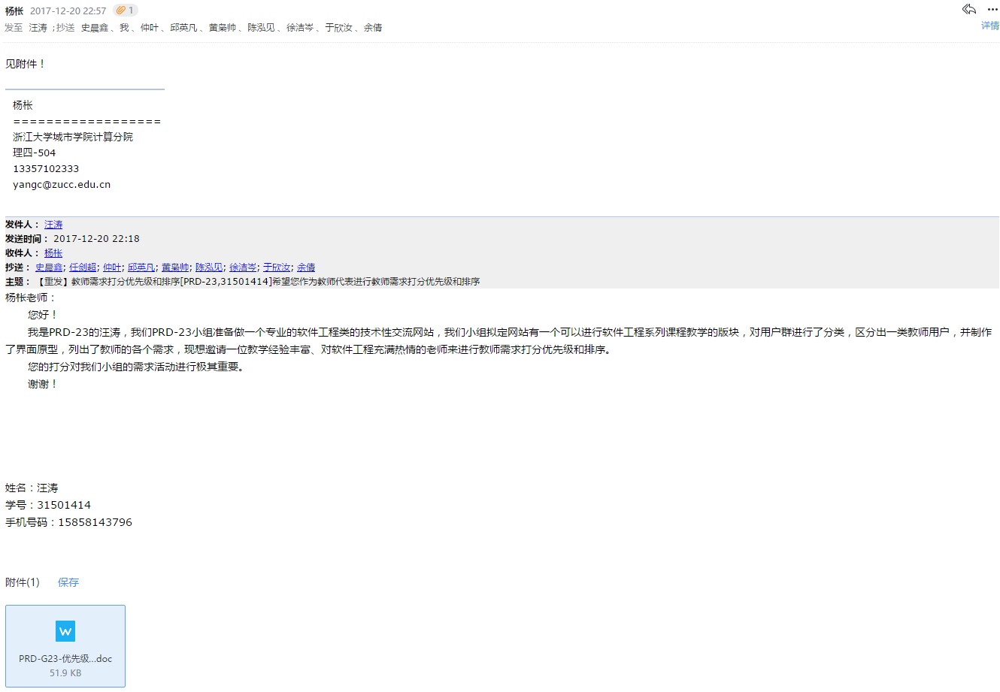 杨枨 2017-12-20 22:57 1
发至 汪涛 ;抄送 史晨鑫 、我 、仲叶 、邱英凡 、黄枭帅 、陈泓见 、徐洁岑 、于欣汝 、余倩
详情
见附件！
杨枨
==================
浙江大学城市学院计算分院
理四-504
13357102333
yangc@zucc.edu.cn
发件人： 汪涛
发送时间： 2017-12-20 22:18
收件人： 杨枨
抄送： 史晨鑫; 任剑超; 仲叶; 邱英凡; 黄枭帅; 陈泓见; 徐洁岑; 于欣汝; 余倩
主题： 【重发】教师需求打分优先级和排序[PRD-23,31501414]希望您作为教师代表进行教师需求打分优先级和排序
杨枨老师：
您好！
我是PRD-23的汪涛，我们PRD-23小组准备做一个专业的软件工程类的技术性交流网站，我们小组拟定网站有一个可以进行软件工程系列课程教学的版块，对用户群进行了分类，区分出一类教师用户，并制作
了界面原型，列出了教师的各个需求，现想邀请一位教学经验丰富、对软件工程充满热情的老师来进行教师需求打分优先级和排序。
您的打分对我们小组的需求活动进行极其重要。
谢谢！
姓名：汪涛
学号：31501414
手机号码：15858143796
附件(1) 保存
W
PRD-G23-优先级...doc
51.9 KB